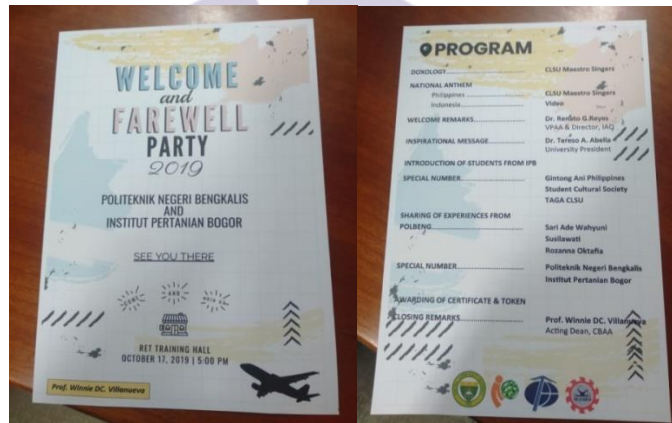 WELCOME
and
FAREWELL
PARTY
2019
POLITEKNIK NEGERI BENGKALIS
AND
INSTITUT PERTANIAN BOGOR
SEE YOU THERE
COME AND JOIN US
RET TRAINING HALL
OCTOBER 17, 2019 | 5:00 PM
Prof. Winnie DC. Villanueva
PROGRAM
DOXOLOGY.............................. CLSU Maestro Singers
NATIONAL ANTHEM
Philippines .............................. CLSU Maestro Singers
Indonesia.............................. Video
WELCOME REMARKS .............................. Dr. Renato G.Reyes
VPAA & Director, IAO
INSPIRATIONAL MESSAGE .............................. Dr. Tereso A. Abella
University President
INTRODUCTION OF STUDENTS FROM IPB
SPECIAL NUMBER.............................. Gintong Ani Philippines
Student Cultural Society
TAGA CLSU
SHARING OF EXPERIENCES FROM
POLBENG.............................. Sari Ade Wahyuni
Susilawati
Rozanna Oktafia
SPECIAL NUMBER.............................. Politeknik Negeri Bengkalis
Institut Pertanian Bogor
AWARDING OF CERTIFICATE & TOKEN
CLOSING REMARKS .............................. Prof. Winnie DC. Villanueva
Acting Dean, CBAA